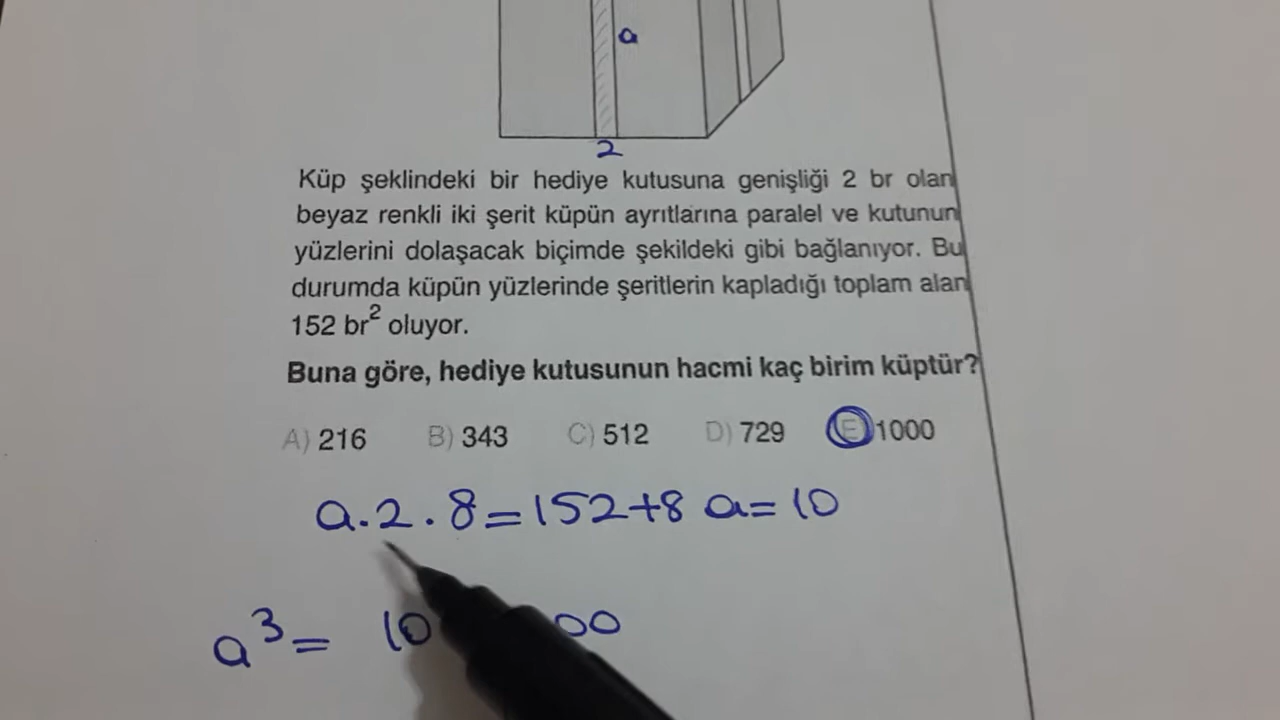 a
2
Küp şeklindeki bir hediye kutusuna genişliği 2 br olan
beyaz renkli iki şerit küpün ayrıtlarına paralel ve kutunun
yüzlerini dolaşacak biçimde şekildeki gibi bağlanıyor. Bu
durumda küpün yüzlerinde şeritlerin kapladığı toplam alan
152 br² oluyor.
Buna göre, hediye kutusunun hacmi kaç birim küptür?
A) 216 B) 343 C) 512 D) 729 E) 1000
a.2.8=152+8 a=10
a³= 10 00